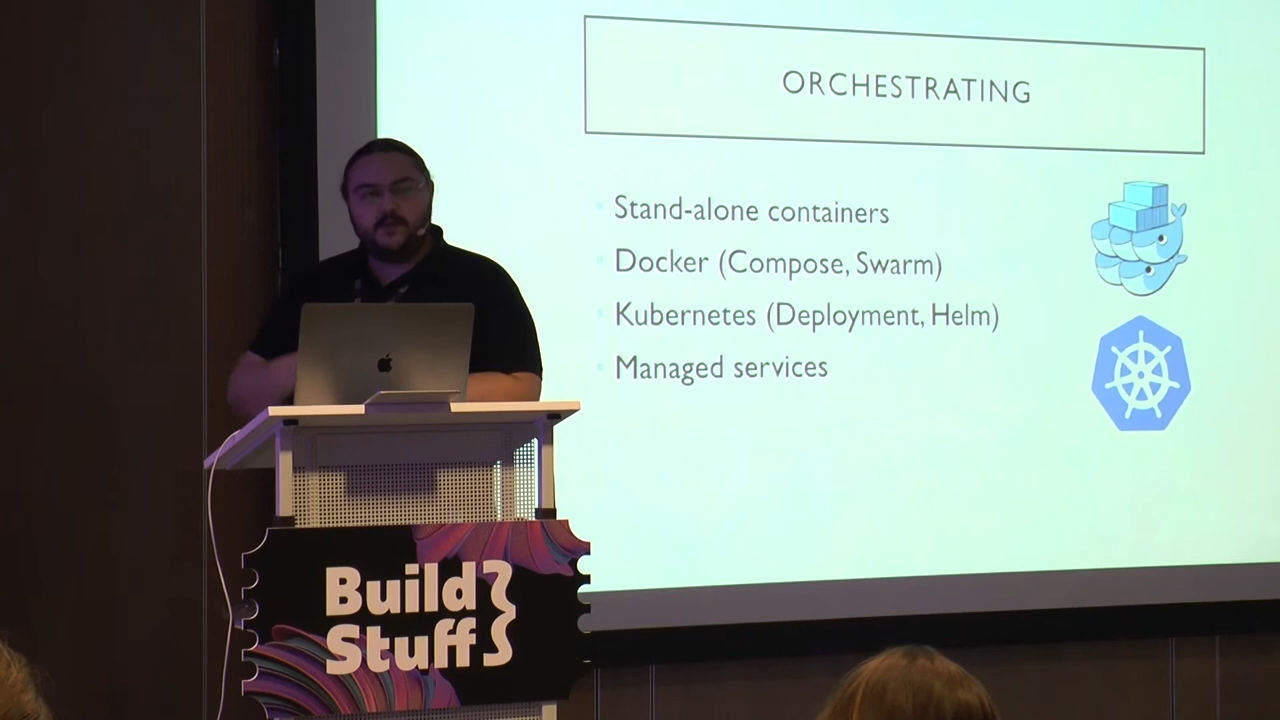 ORCHESTRATING
Stand-alone containers
Docker (Compose, Swarm)
Kubernetes (Deployment, Helm)
Managed services
Build
Stuff